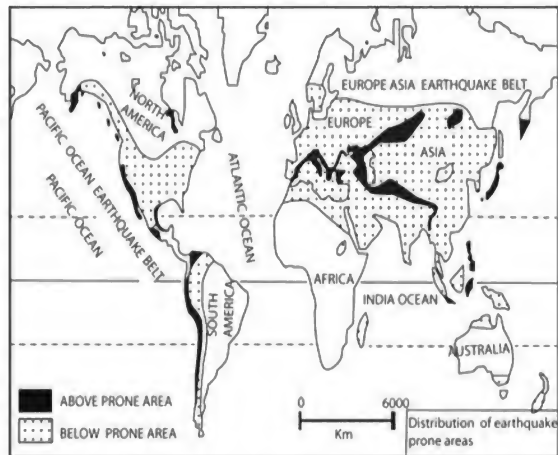 EUROPE ASIA EARTHQUAKE BELT
NORTH
AMERICA
EUROPE
ASIA
PACIFIC OCEAN EARTHQUAKE BELT
PACIFIC OCEAN
ATLANTIC OCEAN
AFRICA
INDIA OCEAN
SOUTH
AMERICA
AUSTRALIA
ABOVE PRONE AREA
BELOW PRONE AREA
0 6000
Km
Distribution of earthquake
prone areas